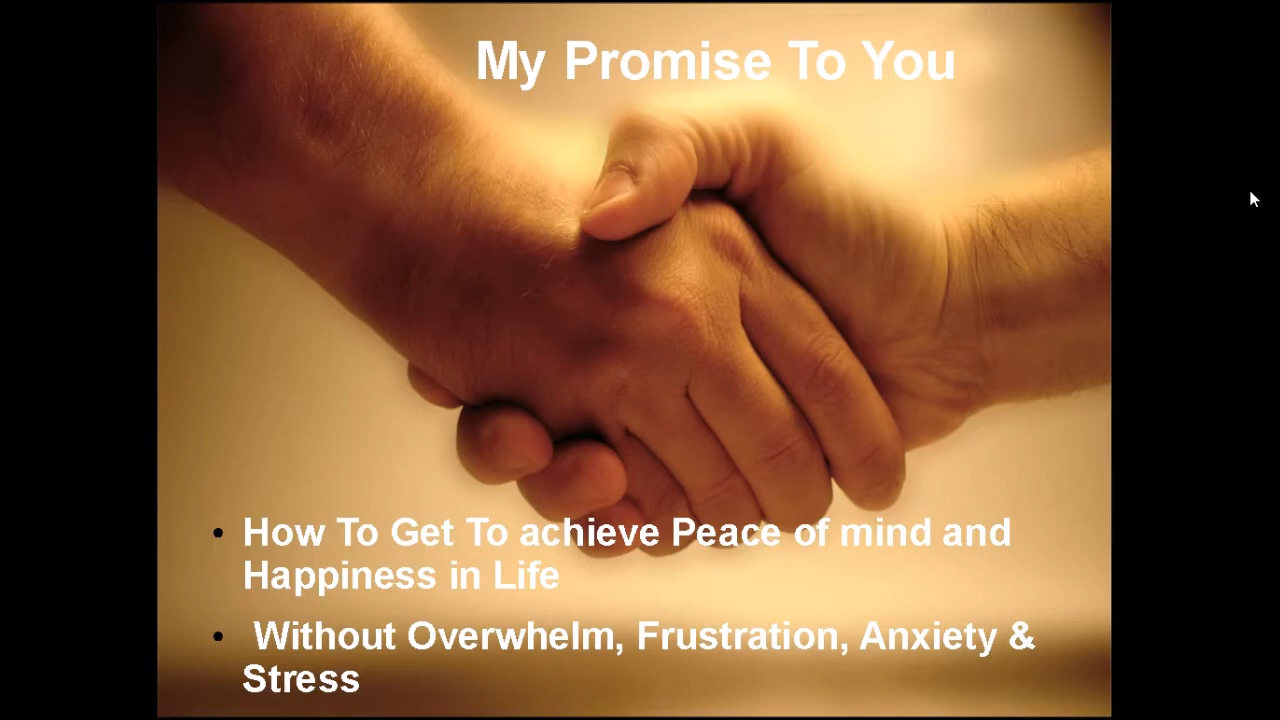 My Promise To You
• How To Get To achieve Peace of mind and
Happiness in Life
• Without Overwhelm, Frustration, Anxiety &
Stress